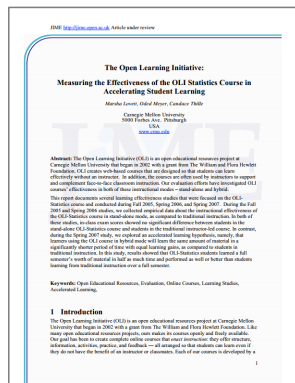 JIME http://jime.open.ac.uk Article under review
The Open Learning Initiative:
Measuring the Effectiveness of the OLI Statistics Course in
Accelerating Student Learning
Marsha Lovett, Oded Meyer, Candace Thille
Carnegie Mellon University
5000 Forbes Ave. Pittsburgh
USA
www.cmu.edu
Abstract: The Open Learning Initiative (OLI) is an open educational resources project at
Carnegie Mellon University that began in 2002 with a grant from The William and Flora Hewlett
Foundation. OLI creates web-based courses that are designed so that students can learn
effectively without an instructor. In addition, the courses are often used by instructors to support
and complement face-to-face classroom instruction. Our evaluation efforts have investigated OLI
courses' effectiveness in both of these instructional modes – stand-alone and hybrid.
This report documents several learning effectiveness studies that were focused on the OLI-
Statistics course and conducted during Fall 2005, Spring 2006, and Spring 2007. During the Fall
2005 and Spring 2006 studies, we collected empirical data about the instructional effectiveness of
the OLI-Statistics course in stand-alone mode, as compared to traditional instruction. In both of
these studies, in-class exam scores showed no significant difference between students in the
stand-alone OLI-Statistics course and students in the traditional instructor-led course. In contrast,
during the Spring 2007 study, we explored an accelerated learning hypothesis, namely, that
learners using the OLI course in hybrid mode will learn the same amount of material in a
significantly shorter period of time with equal learning gains, as compared to students in
traditional instruction. In this study, results showed that OLI-Statistics students learned a full
semester's worth of material in half as much time and performed as well or better than students
learning from traditional instruction over a full semester.
Keywords: Open Educational Resources, Evaluation, Online Courses, Learning Studies,
Accelerated Learning.
1 Introduction
The Open Learning Initiative (OLI) is an open educational resources project at Carnegie Mellon
University that began in 2002 with a grant from The William and Flora Hewlett Foundation. Like
many open educational resources projects, ours makes its courses openly and freely available.
Our goal has been to create complete online courses that enact instruction: they offer structure,
information, activities, practice, and feedback — all arranged so that students can learn even if
they do not have the benefit of an instructor or classmates. Each of our courses is developed by a
1